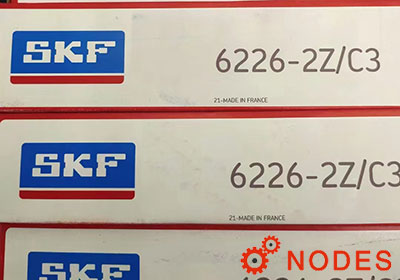 SKF
6226-2Z/C3
21-MADE IN FRANCE
SKF
6226-2Z/C3
21-MADE IN FRANCE
SKF
NODES